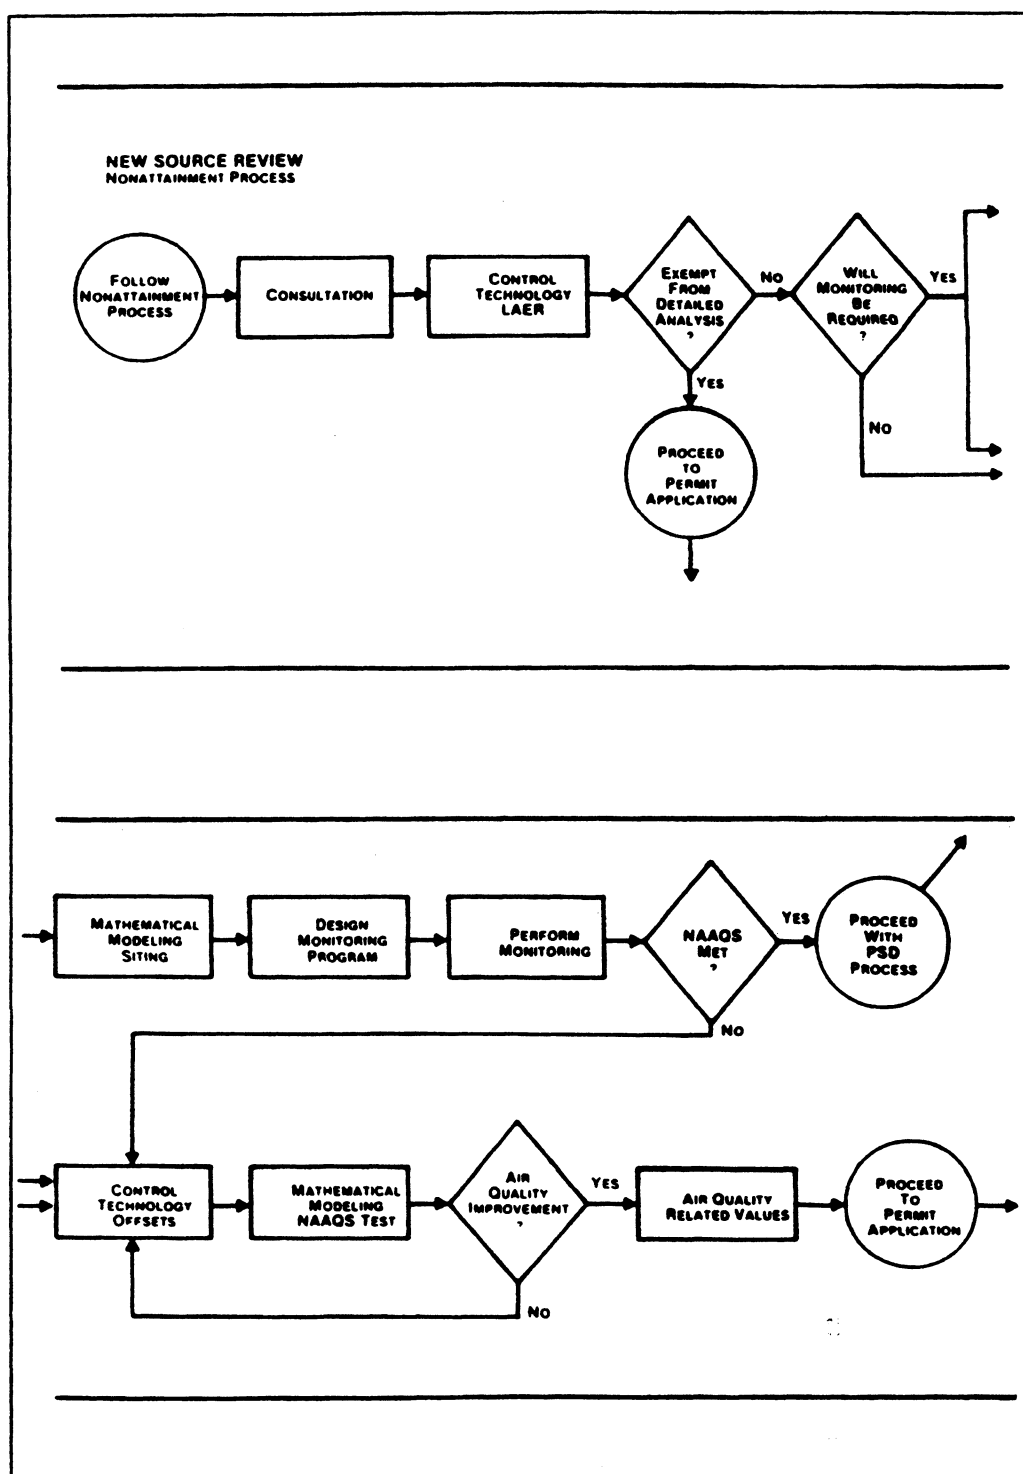 NEW SOURCE REVIEW
NONATTAINMENT PROCESS
FOLLOW
NONATTAINMENT
PROCESS
CONSULTATION
CONTROL
TECHNOLOGY
LAER
EXEMPT
FROM
DETAILED
ANALYSIS
?
NO
WILL
MONITORING
BE
REQUIRED
?
YES
YES
NO
PROCEED
TO
PERMIT
APPLICATION
MATHEMATICAL
MODELING
SITING
DESIGN
MONITORING
PROGRAM
PERFORM
MONITORING
NAAQS
MET
?
YES
PROCEED
WITH
PSD
PROCESS
NO
CONTROL
TECHNOLOGY
OFFSETS
MATHEMATICAL
MODELING
NAAQS TEST
AIR
QUALITY
IMPROVEMENT
?
YES
AIR QUALITY
RELATED VALUES
PROCEED
TO
PERMIT
APPLICATION
NO